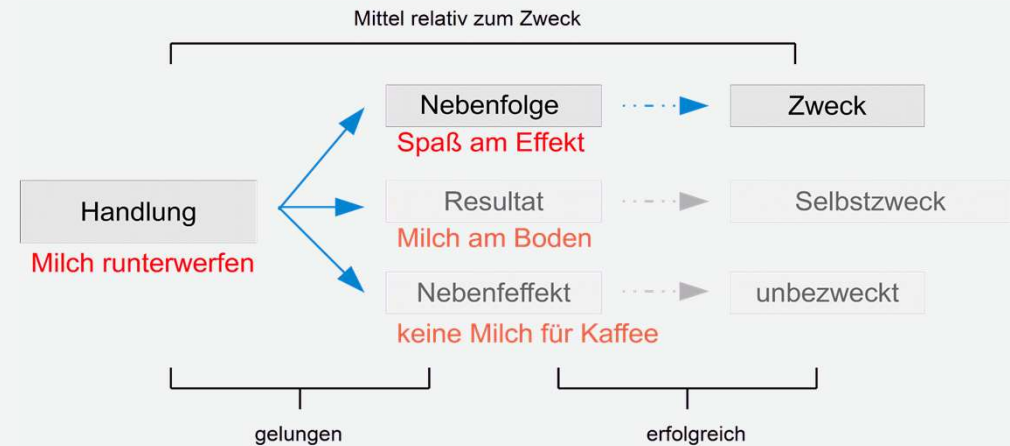 Mittel relativ zum Zweck
Nebenfolge
Zweck
Spaß am Effekt
Handlung
Resultat
Selbstzweck
Milch runterwerfen
Milch am Boden
Nebenfeffekt
unbezweckt
keine Milch für Kaffee
gelungen
erfolgreich